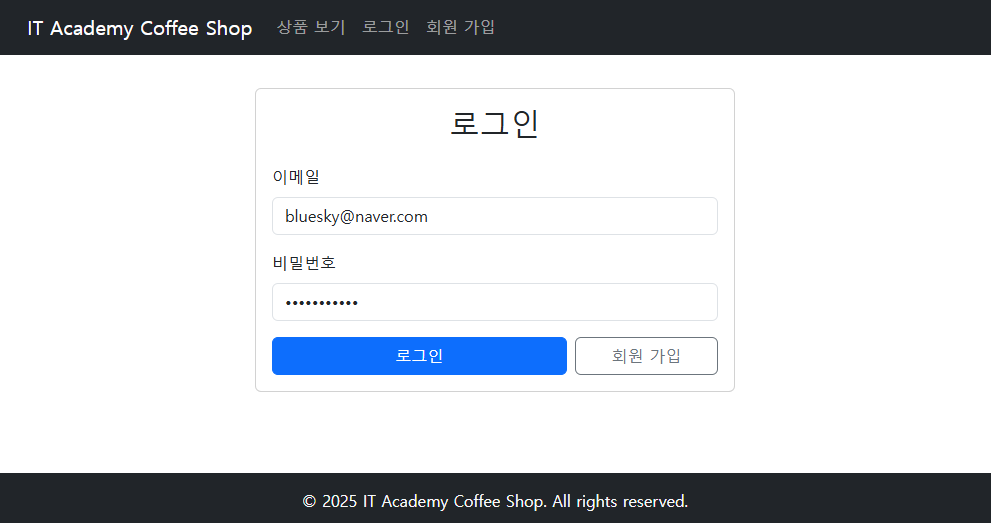 IT Academy Coffee Shop 상품 보기 로그인 회원 가입
로그인
이메일
bluesky@naver.com
비밀번호
•••••••••••
로그인 회원 가입
© 2025 IT Academy Coffee Shop. All rights reserved.